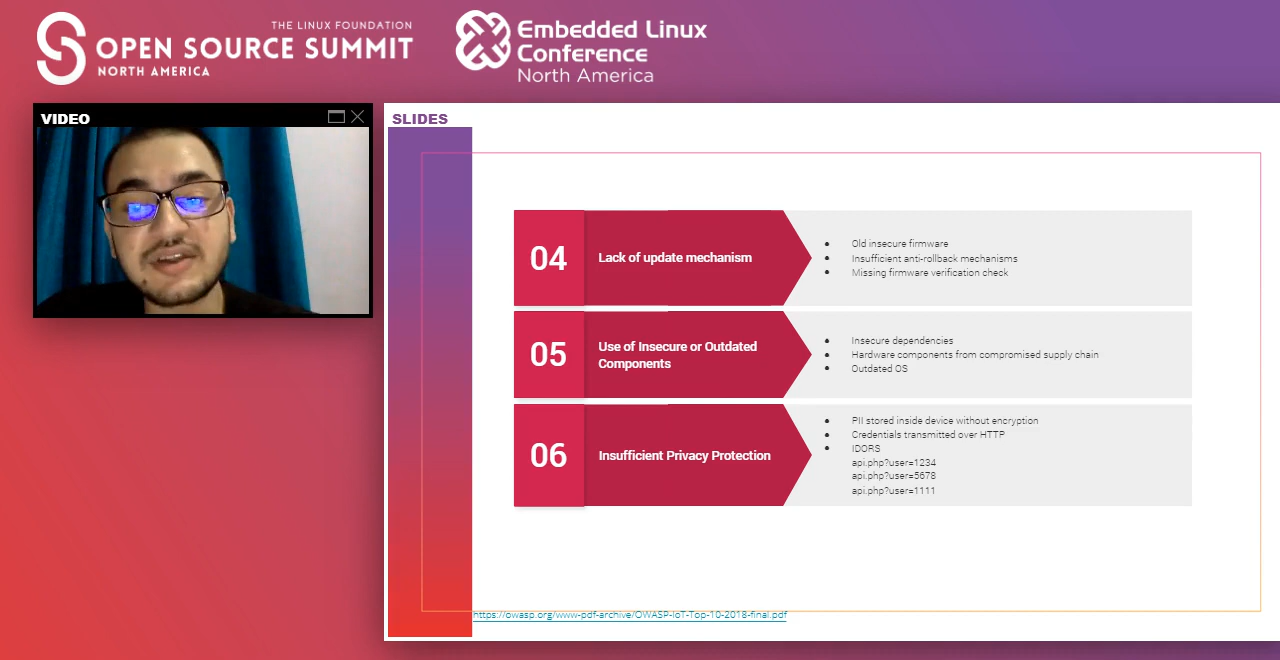 THE LINUX FOUNDATION
OPEN SOURCE SUMMIT
NORTH AMERICA
Embedded Linux
Conference
North America
VIDEO
SLIDES
04
Lack of update mechanism
Old insecure firmware
Insufficient anti-rollback mechanisms
Missing firmware verification check
05
Use of Insecure or Outdated
Components
Insecure dependencies
Hardware components from compromised supply chain
Outdated OS
06
Insufficient Privacy Protection
PII stored inside device without encryption
Credentials transmitted over HTTP
IDORS
api.php?user=1234
api.php?user=5678
api.php?user=1111
https://owasp.org/www-pdf-archive/OWASP-IoT-Top-10-2018-final.pdf